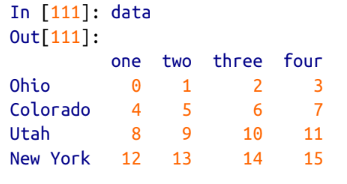 In [111]: data
Out[111]:
          one  two  three  four
Ohio        0    1      2     3
Colorado    4    5      6     7
Utah        8    9     10    11
New York   12   13     14    15